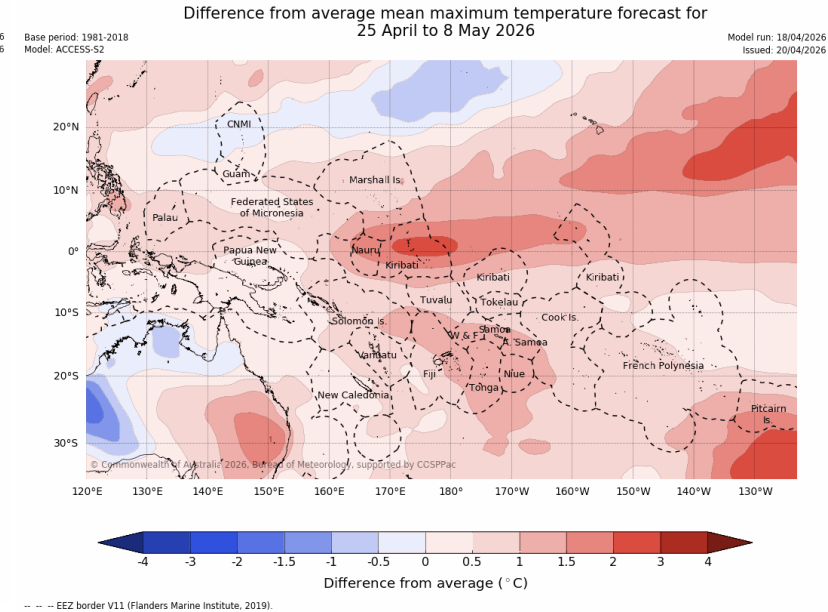 Difference from average mean maximum temperature forecast for
25 April to 8 May 2026
6
Base period: 1981-2018
Model run: 18/04/2026
6
Model: ACCESS-S2
Issued: 20/04/2026
20°N
10°N
0°
10°S
20°S
30°S
CNMI
Guam
Marshall Is.
Federated States
of Micronesia
Palau
Papua New
Guinea
Nauru
Kiribati
Kiribati
Kiribati
Tuvalu
Tokelau
Solomon Is.
Cook Is.
W & F
Samoa
A. Samoa
Vanuatu
Fiji
Niue
Tonga
French Polynesia
New Caledonia
Pitcairn
Is.
© Commonwealth of Australia 2026, Bureau of Meteorology, supported by CCSPPac
120°E 130°E 140°E 150°E 160°E 170°E 180° 170°W 160°W 150°W 140°W 130°W
-4 -3 -2 -1.5 -1 -0.5 0 0.5 1 1.5 2 3 4
Difference from average (°C)
-- -- -- EEZ border V11 (Flanders Marine Institute, 2019).